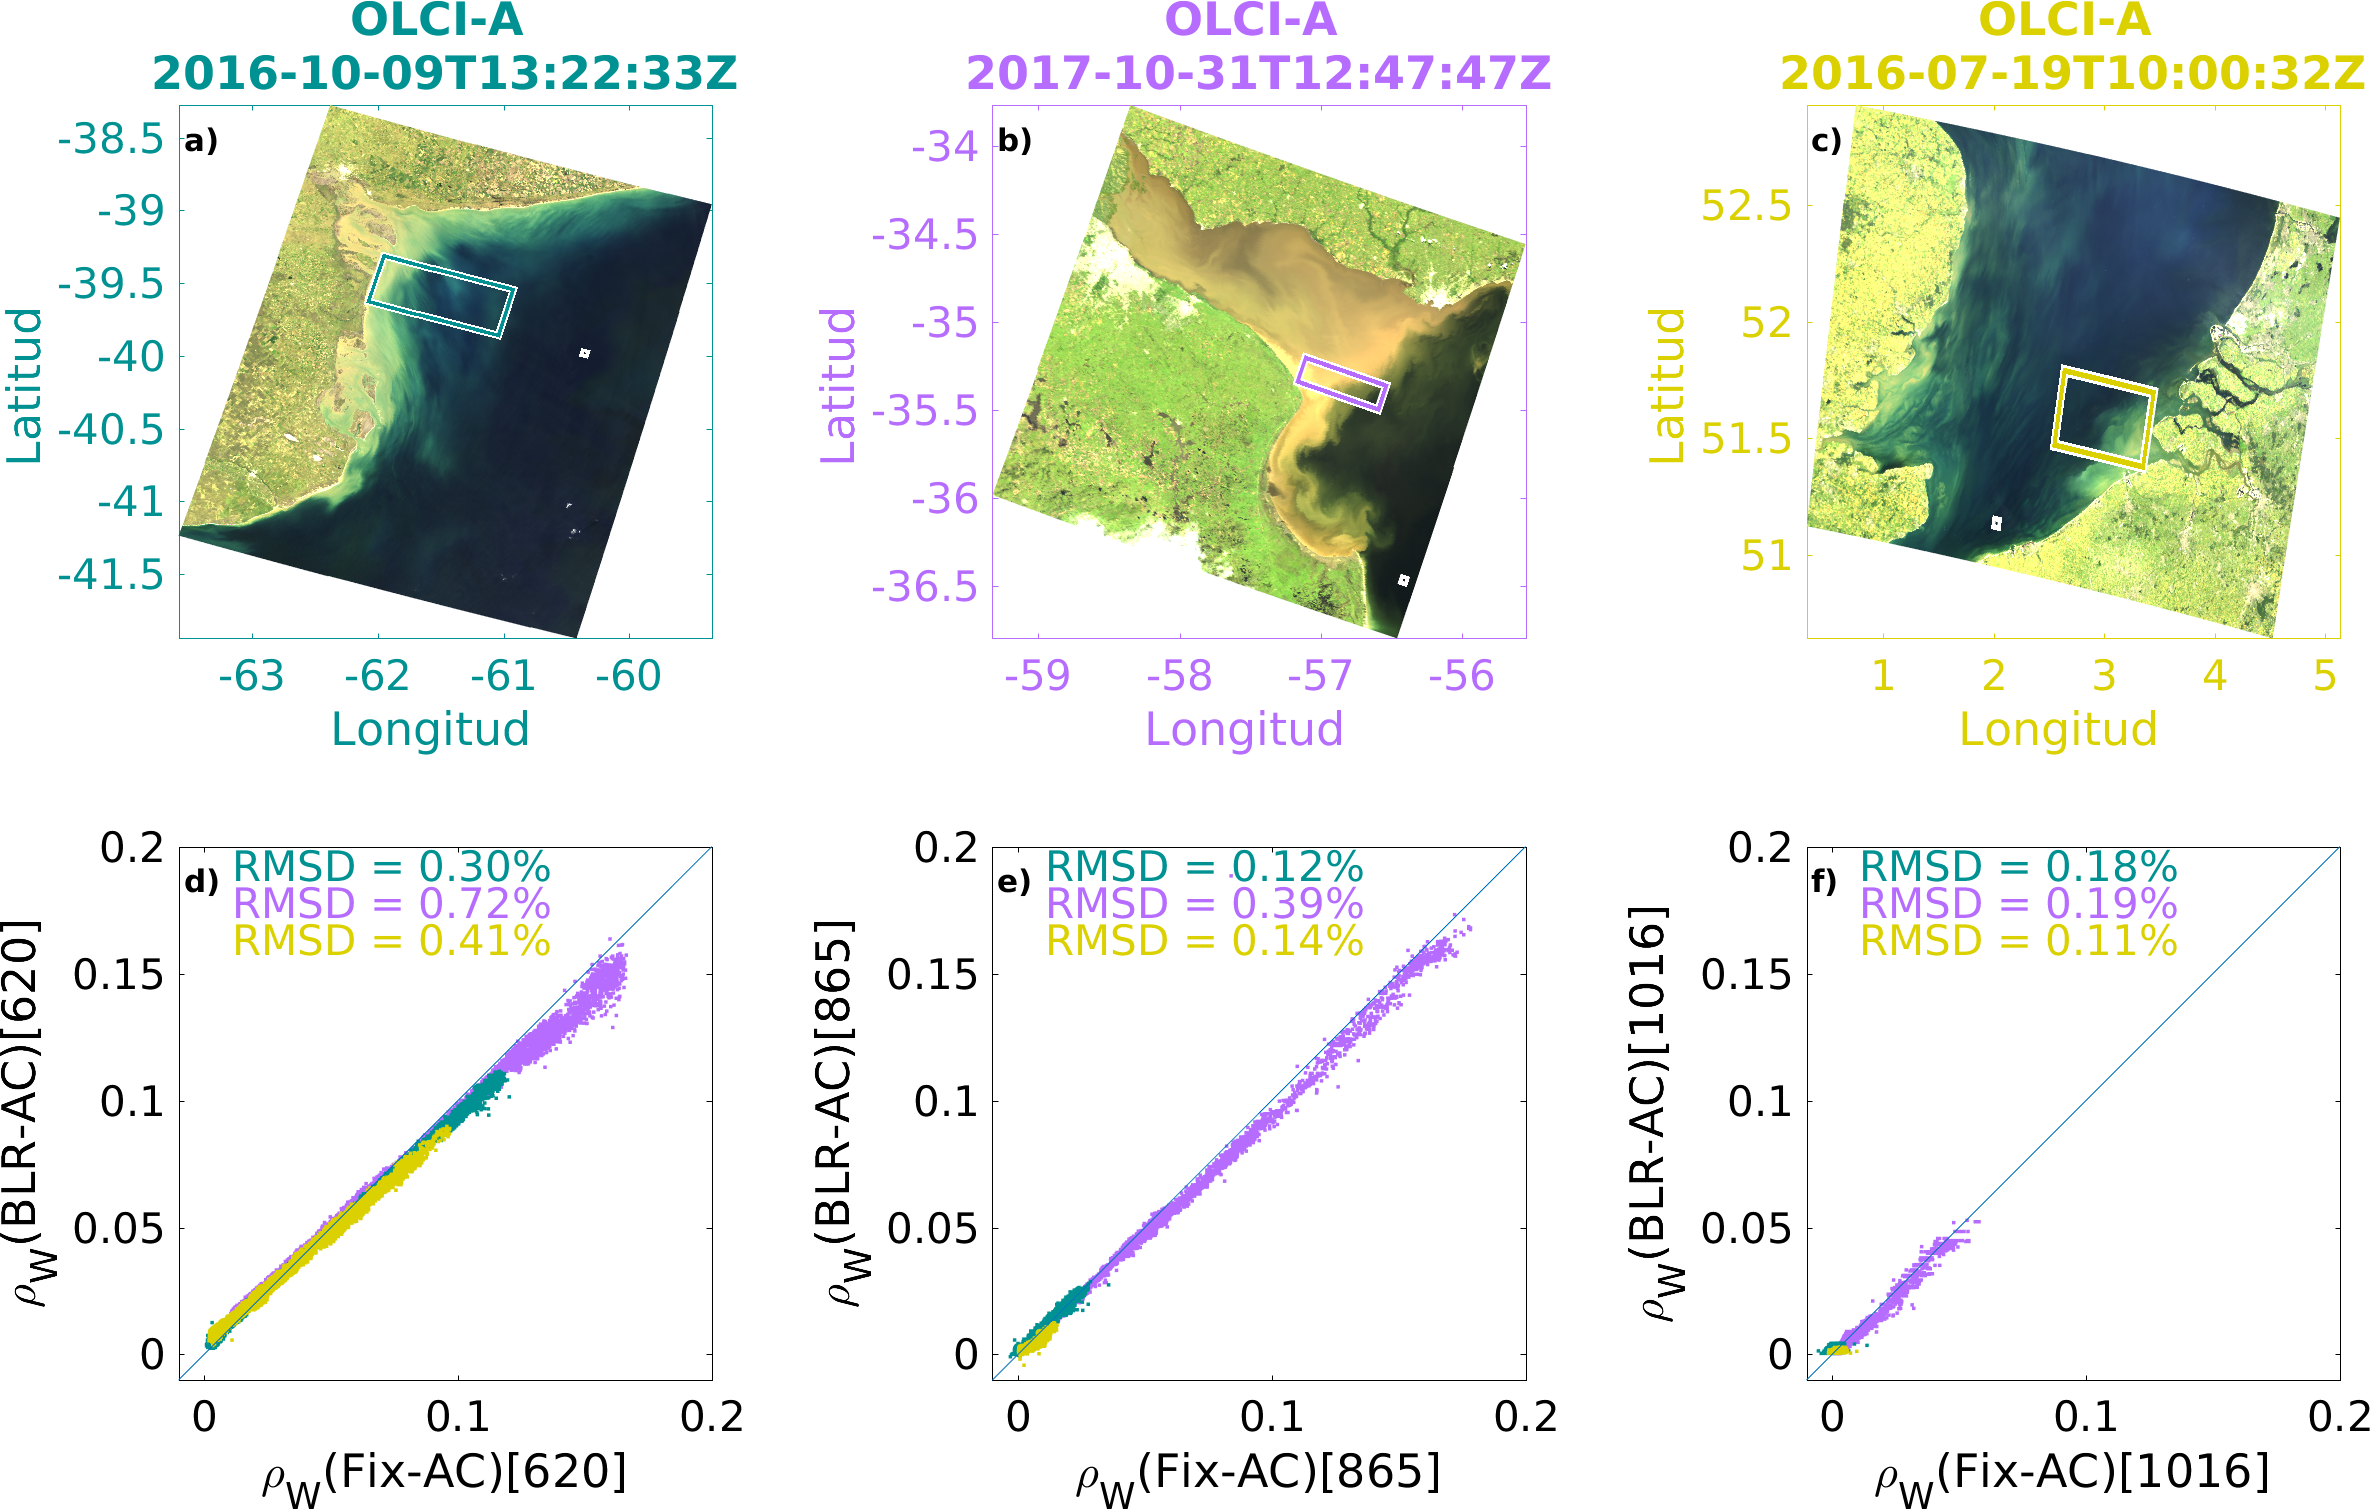 OLCI-A
2016-10-09T13:22:33Z
a)
-38.5
-39
-39.5
-40
-40.5
-41
-41.5
Latitud
-63 -62 -61 -60
Longitud
OLCI-A
2017-10-31T12:47:47Z
b)
-34
-34.5
-35
-35.5
-36
-36.5
Latitud
-59 -58 -57 -56
Longitud
OLCI-A
2016-07-19T10:00:32Z
c)
52.5
52
51.5
51
Latitud
1 2 3 4 5
Longitud
d)
RMSD = 0.30%
RMSD = 0.72%
RMSD = 0.41%
0.2
0.15
0.1
0.05
0
ρW(BLR-AC)[620]
0 0.1 0.2
ρW(Fix-AC)[620]
e)
RMSD = 0.12%
RMSD = 0.39%
RMSD = 0.14%
0.2
0.15
0.1
0.05
0
ρW(BLR-AC)[865]
0 0.1 0.2
ρW(Fix-AC)[865]
f)
RMSD = 0.18%
RMSD = 0.19%
RMSD = 0.11%
0.2
0.15
0.1
0.05
0
ρW(BLR-AC)[1016]
0 0.1 0.2
ρW(Fix-AC)[1016]